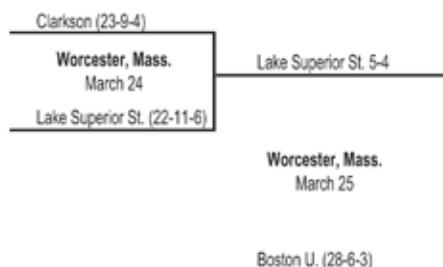 Clarkson (23-9-4)
Worcester, Mass.
March 24
Lake Superior St. (22-11-6)
Lake Superior St. 5-4
Worcester, Mass.
March 25
Boston U. (28-6-3)